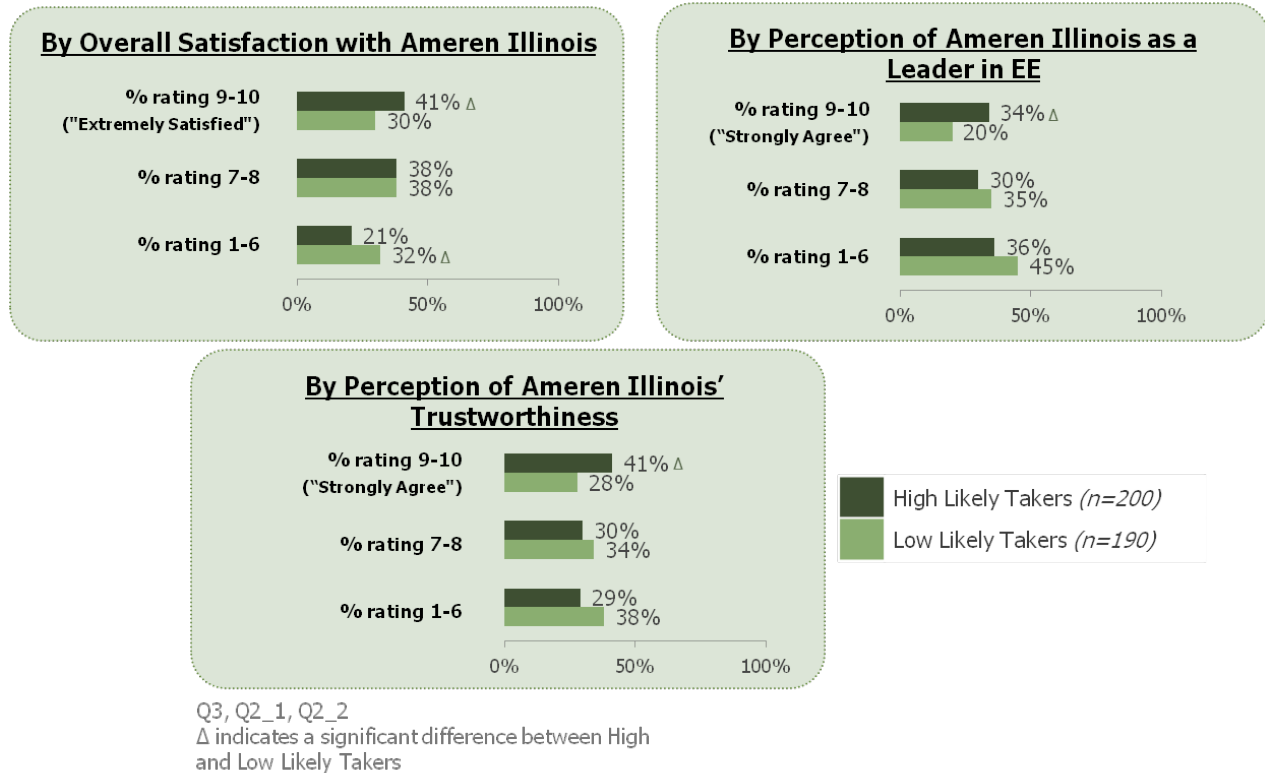 By Overall Satisfaction with Ameren Illinois
% rating 9-10
("Extremely Satisfied")
41% Δ
30%
% rating 7-8
38%
38%
% rating 1-6
21%
32% Δ
0% 50% 100%
By Perception of Ameren Illinois as a
Leader in EE
% rating 9-10
(“Strongly Agree")
34% Δ
20%
% rating 7-8
30%
35%
% rating 1-6
36%
45%
0% 50% 100%
By Perception of Ameren Illinois’
Trustworthiness
% rating 9-10
(“Strongly Agree")
41% Δ
28%
% rating 7-8
30%
34%
% rating 1-6
29%
38%
0% 50% 100%
High Likely Takers (n=200)
Low Likely Takers (n=190)
Q3, Q2_1, Q2_2
Δ indicates a significant difference between High
and Low Likely Takers